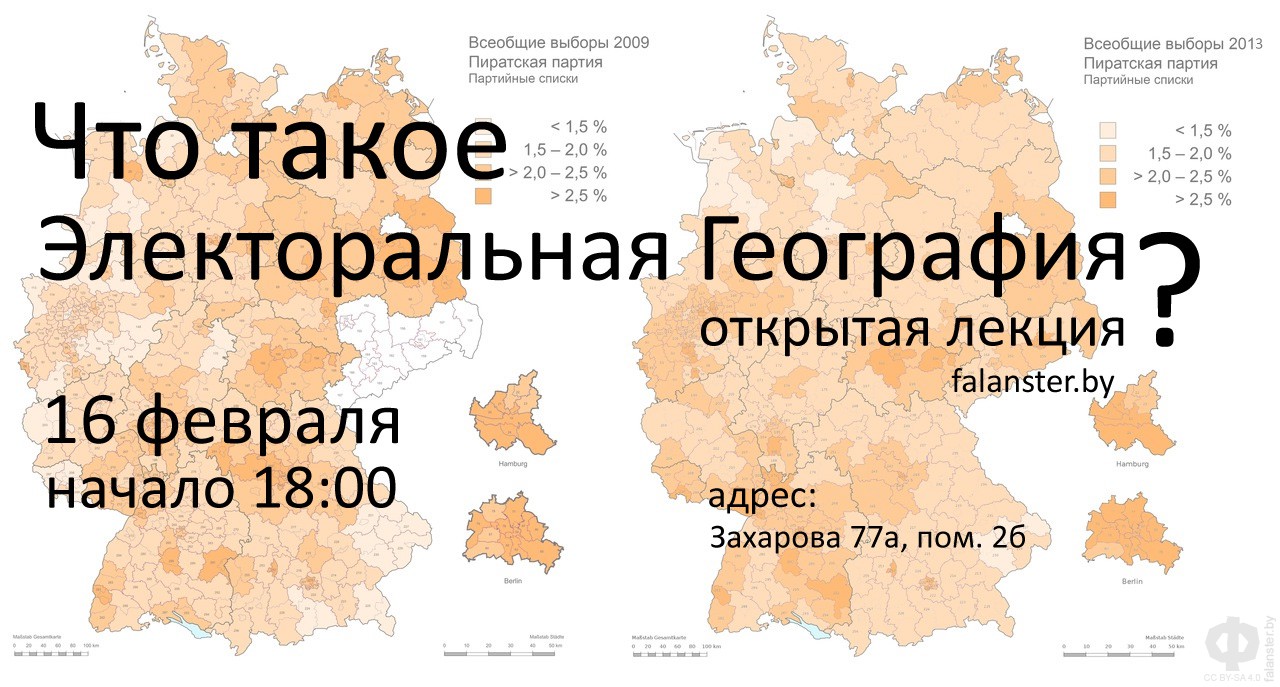 Всеобщие выборы 2009
Пиратская партия
Партийные списки
< 1,5 %
1,5 – 2,0 %
> 2,0 – 2,5 %
> 2,5 %
Всеобщие выборы 2013
Пиратская партия
Партийные списки
< 1,5 %
1,5 – 2,0 %
> 2,0 – 2,5 %
> 2,5 %
Что такое
Электоральная География?
открытая лекция
falanster.by
16 февраля
начало 18:00
адрес:
Захарова 77а, пом. 2б
Hamburg
Berlin
Hamburg
Berlin
Maßstab Gesamtkarte
0 20 40 60 80 100 km
Maßstab Städte
0 10 20 30 40 50 km
Maßstab Gesamtkarte
0 20 40 60 80 100 km
Maßstab Städte
0 10 20 30 40 50 km
Ф
CC BY-SA 4.0
falanster.by